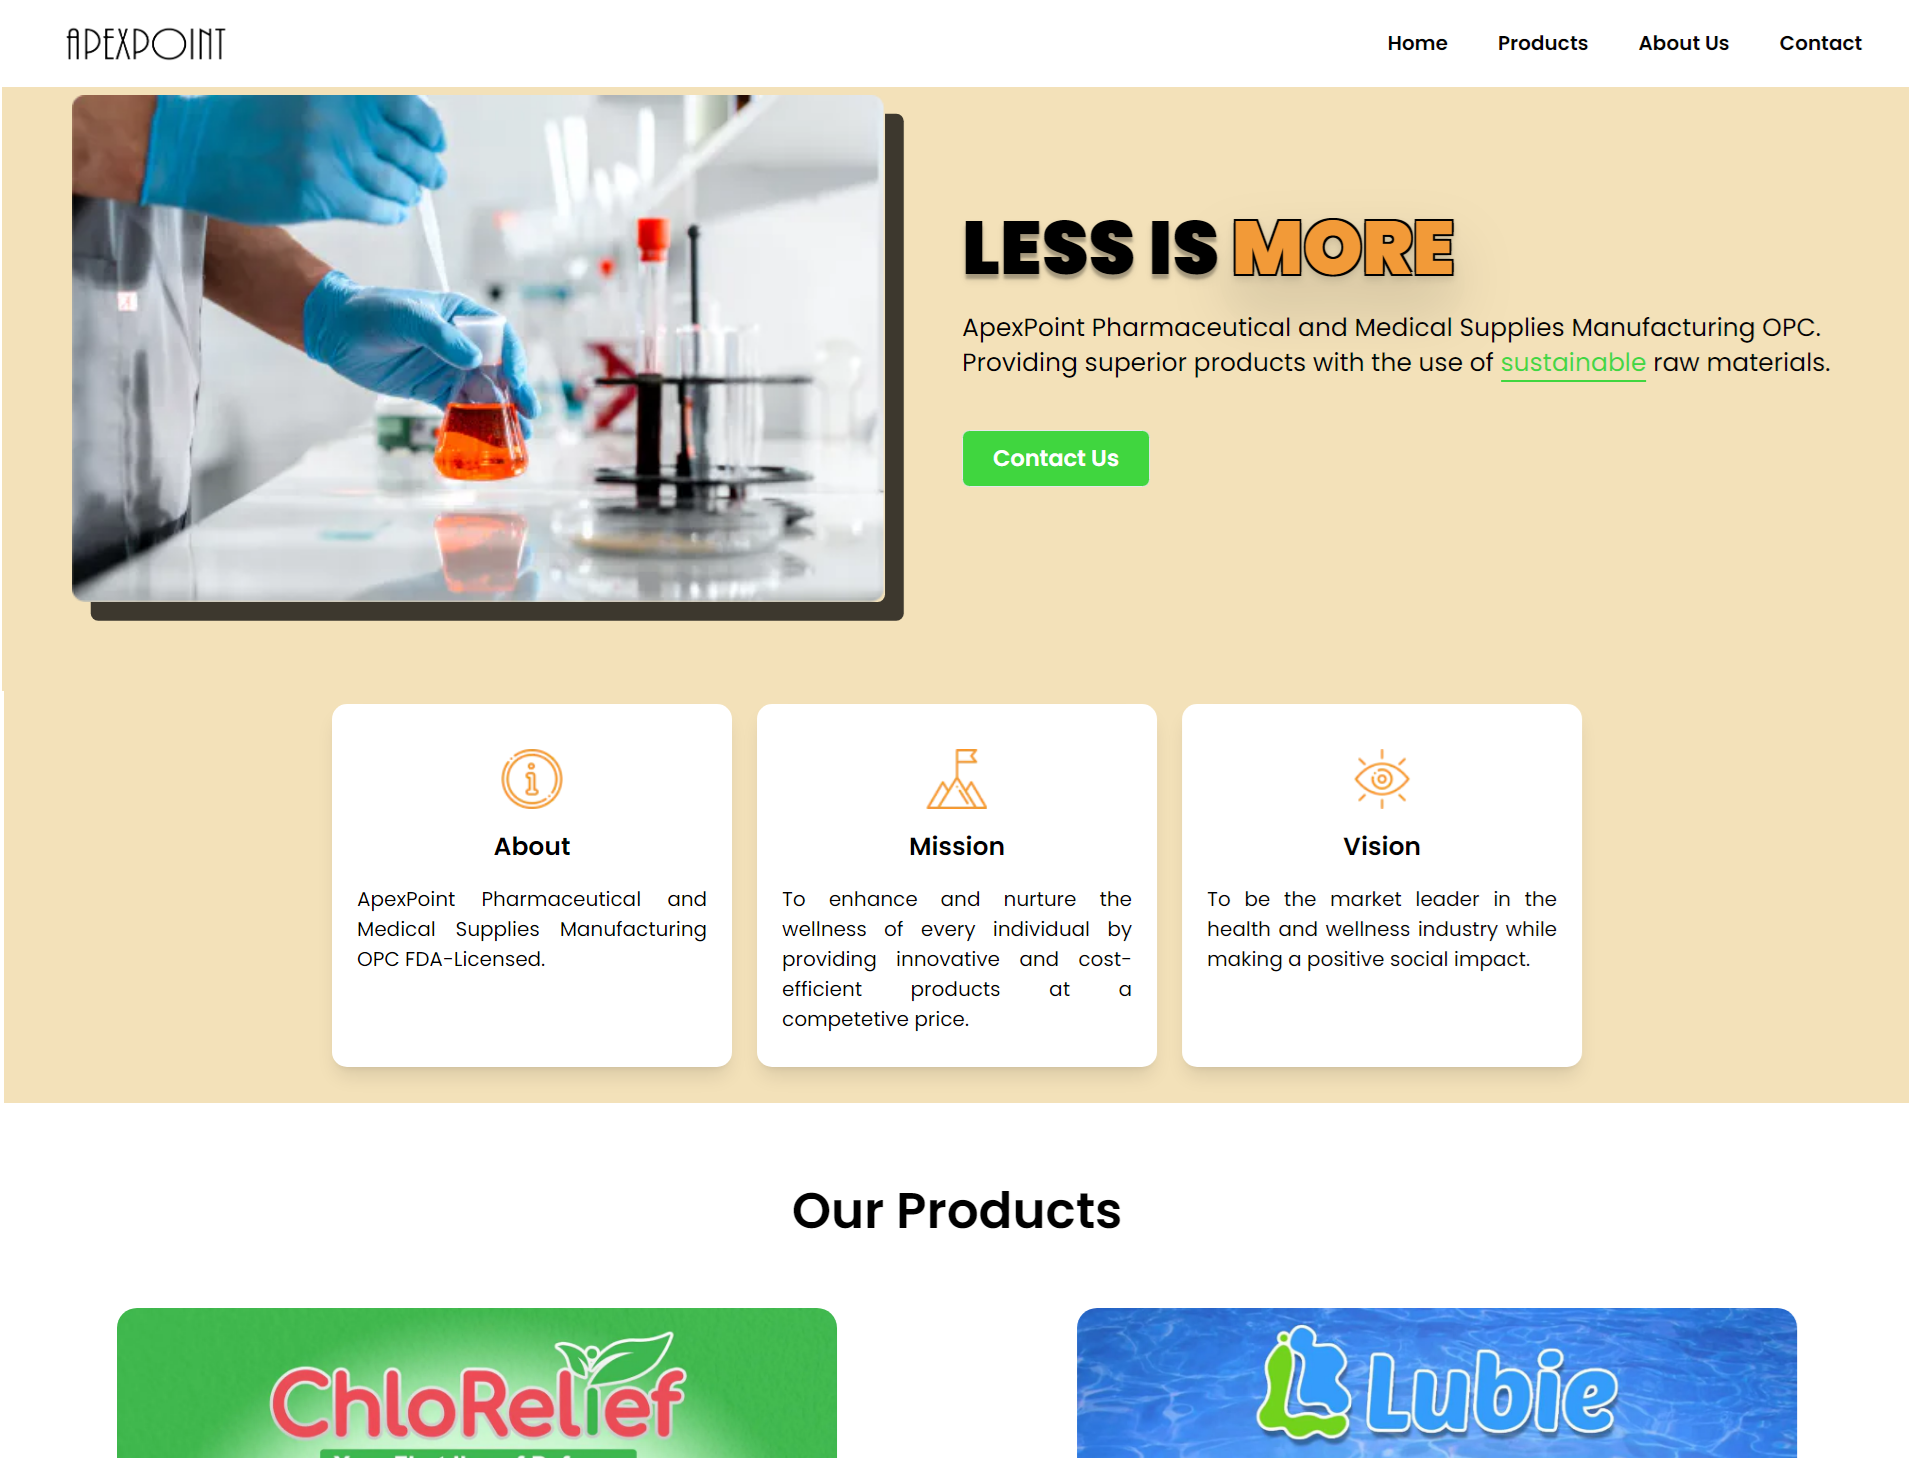 APEXPOINT
Home
Products
About Us
Contact
LESS IS MORE
ApexPoint Pharmaceutical and Medical Supplies Manufacturing OPC.
Providing superior products with the use of sustainable raw materials.
Contact Us
About
ApexPoint Pharmaceutical and
Medical Supplies Manufacturing
OPC FDA-Licensed.
Mission
To enhance and nurture the
wellness of every individual by
providing innovative and cost-
efficient products at a
competetive price.
Vision
To be the market leader in the
health and wellness industry while
making a positive social impact.
Our Products
ChloRelief
Lubie